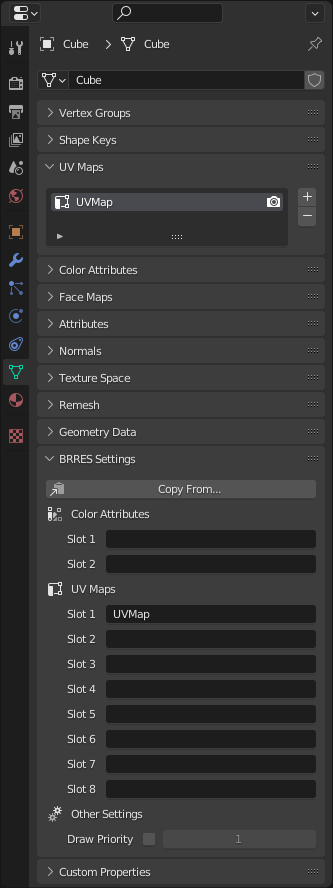 Cube > Cube
Cube
Vertex Groups
Shape Keys
UV Maps
UVMap
Color Attributes
Face Maps
Attributes
Normals
Texture Space
Remesh
Geometry Data
BRRES Settings
Copy From...
Color Attributes
Slot 1
Slot 2
UV Maps
Slot 1 UVMap
Slot 2
Slot 3
Slot 4
Slot 5
Slot 6
Slot 7
Slot 8
Other Settings
Draw Priority 1
Custom Properties